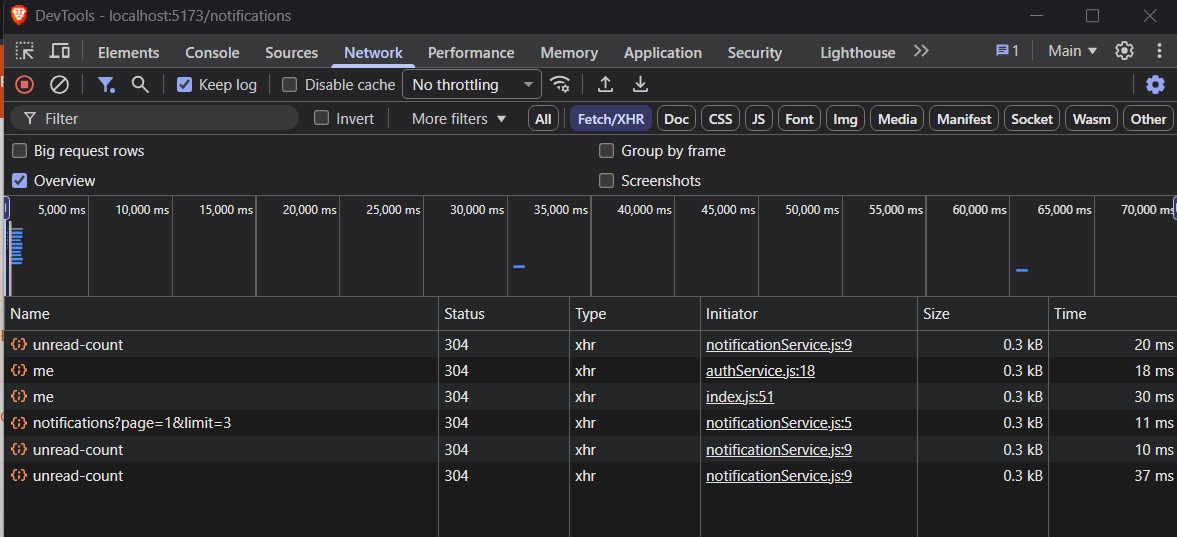 DevTools - localhost:5173/notifications
Elements Console Sources Network Performance Memory Application Security Lighthouse 1 Main
Keep log Disable cache No throttling
Filter Invert More filters All Fetch/XHR Doc CSS JS Font Img Media Manifest Socket Wasm Other
Big request rows Group by frame
Overview Screenshots
5,000 ms 10,000 ms 15,000 ms 20,000 ms 25,000 ms 30,000 ms 35,000 ms 40,000 ms 45,000 ms 50,000 ms 55,000 ms 60,000 ms 65,000 ms 70,000 ms
Name Status Type Initiator Size Time
unread-count 304 xhr notificationService.js:9 0.3 kB 20 ms
me 304 xhr authService.js:18 0.3 kB 18 ms
me 304 xhr index.js:51 0.3 kB 30 ms
notifications?page=1&limit=3 304 xhr notificationService.js:5 0.3 kB 11 ms
unread-count 304 xhr notificationService.js:9 0.3 kB 10 ms
unread-count 304 xhr notificationService.js:9 0.3 kB 37 ms